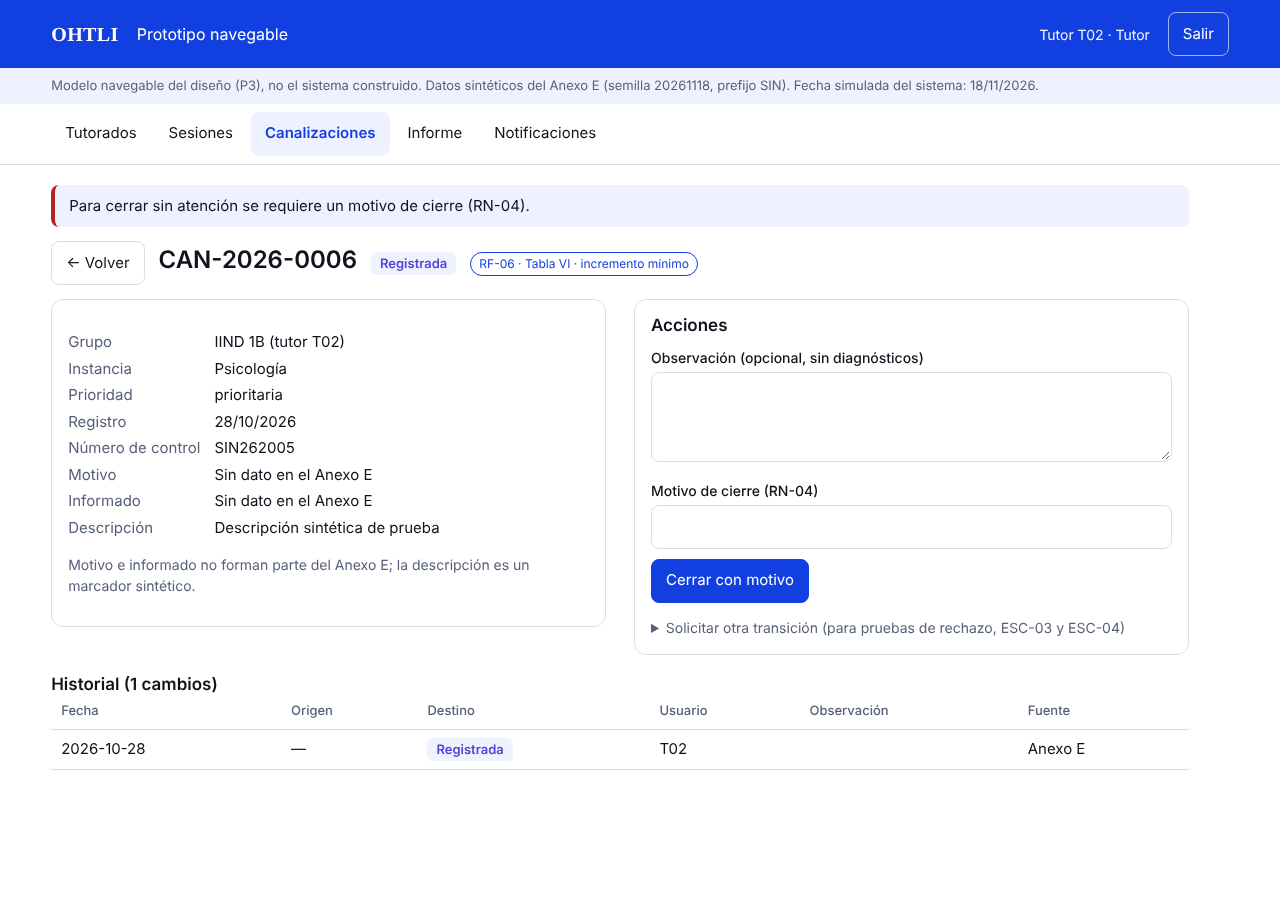 OHTLI Prototipo navegable
Tutor T02 · Tutor Salir
Modelo navegable del diseño (P3), no el sistema construido. Datos sintéticos del Anexo E (semilla 20261118, prefijo SIN). Fecha simulada del sistema: 18/11/2026.
Tutorados Sesiones Canalizaciones Informe Notificaciones
Para cerrar sin atención se requiere un motivo de cierre (RN-04).
← Volver CAN-2026-0006 Registrada RF-06 · Tabla VI · incremento mínimo
Grupo IIND 1B (tutor T02)
Instancia Psicología
Prioridad prioritaria
Registro 28/10/2026
Número de control SIN262005
Motivo Sin dato en el Anexo E
Informado Sin dato en el Anexo E
Descripción Descripción sintética de prueba
Motivo e informado no forman parte del Anexo E; la descripción es un
marcador sintético.
Acciones
Observación (opcional, sin diagnósticos)
Motivo de cierre (RN-04)
Cerrar con motivo
▶ Solicitar otra transición (para pruebas de rechazo, ESC-03 y ESC-04)
Historial (1 cambios)
Fecha Origen Destino Usuario Observación Fuente
2026-10-28 — Registrada T02 Anexo E